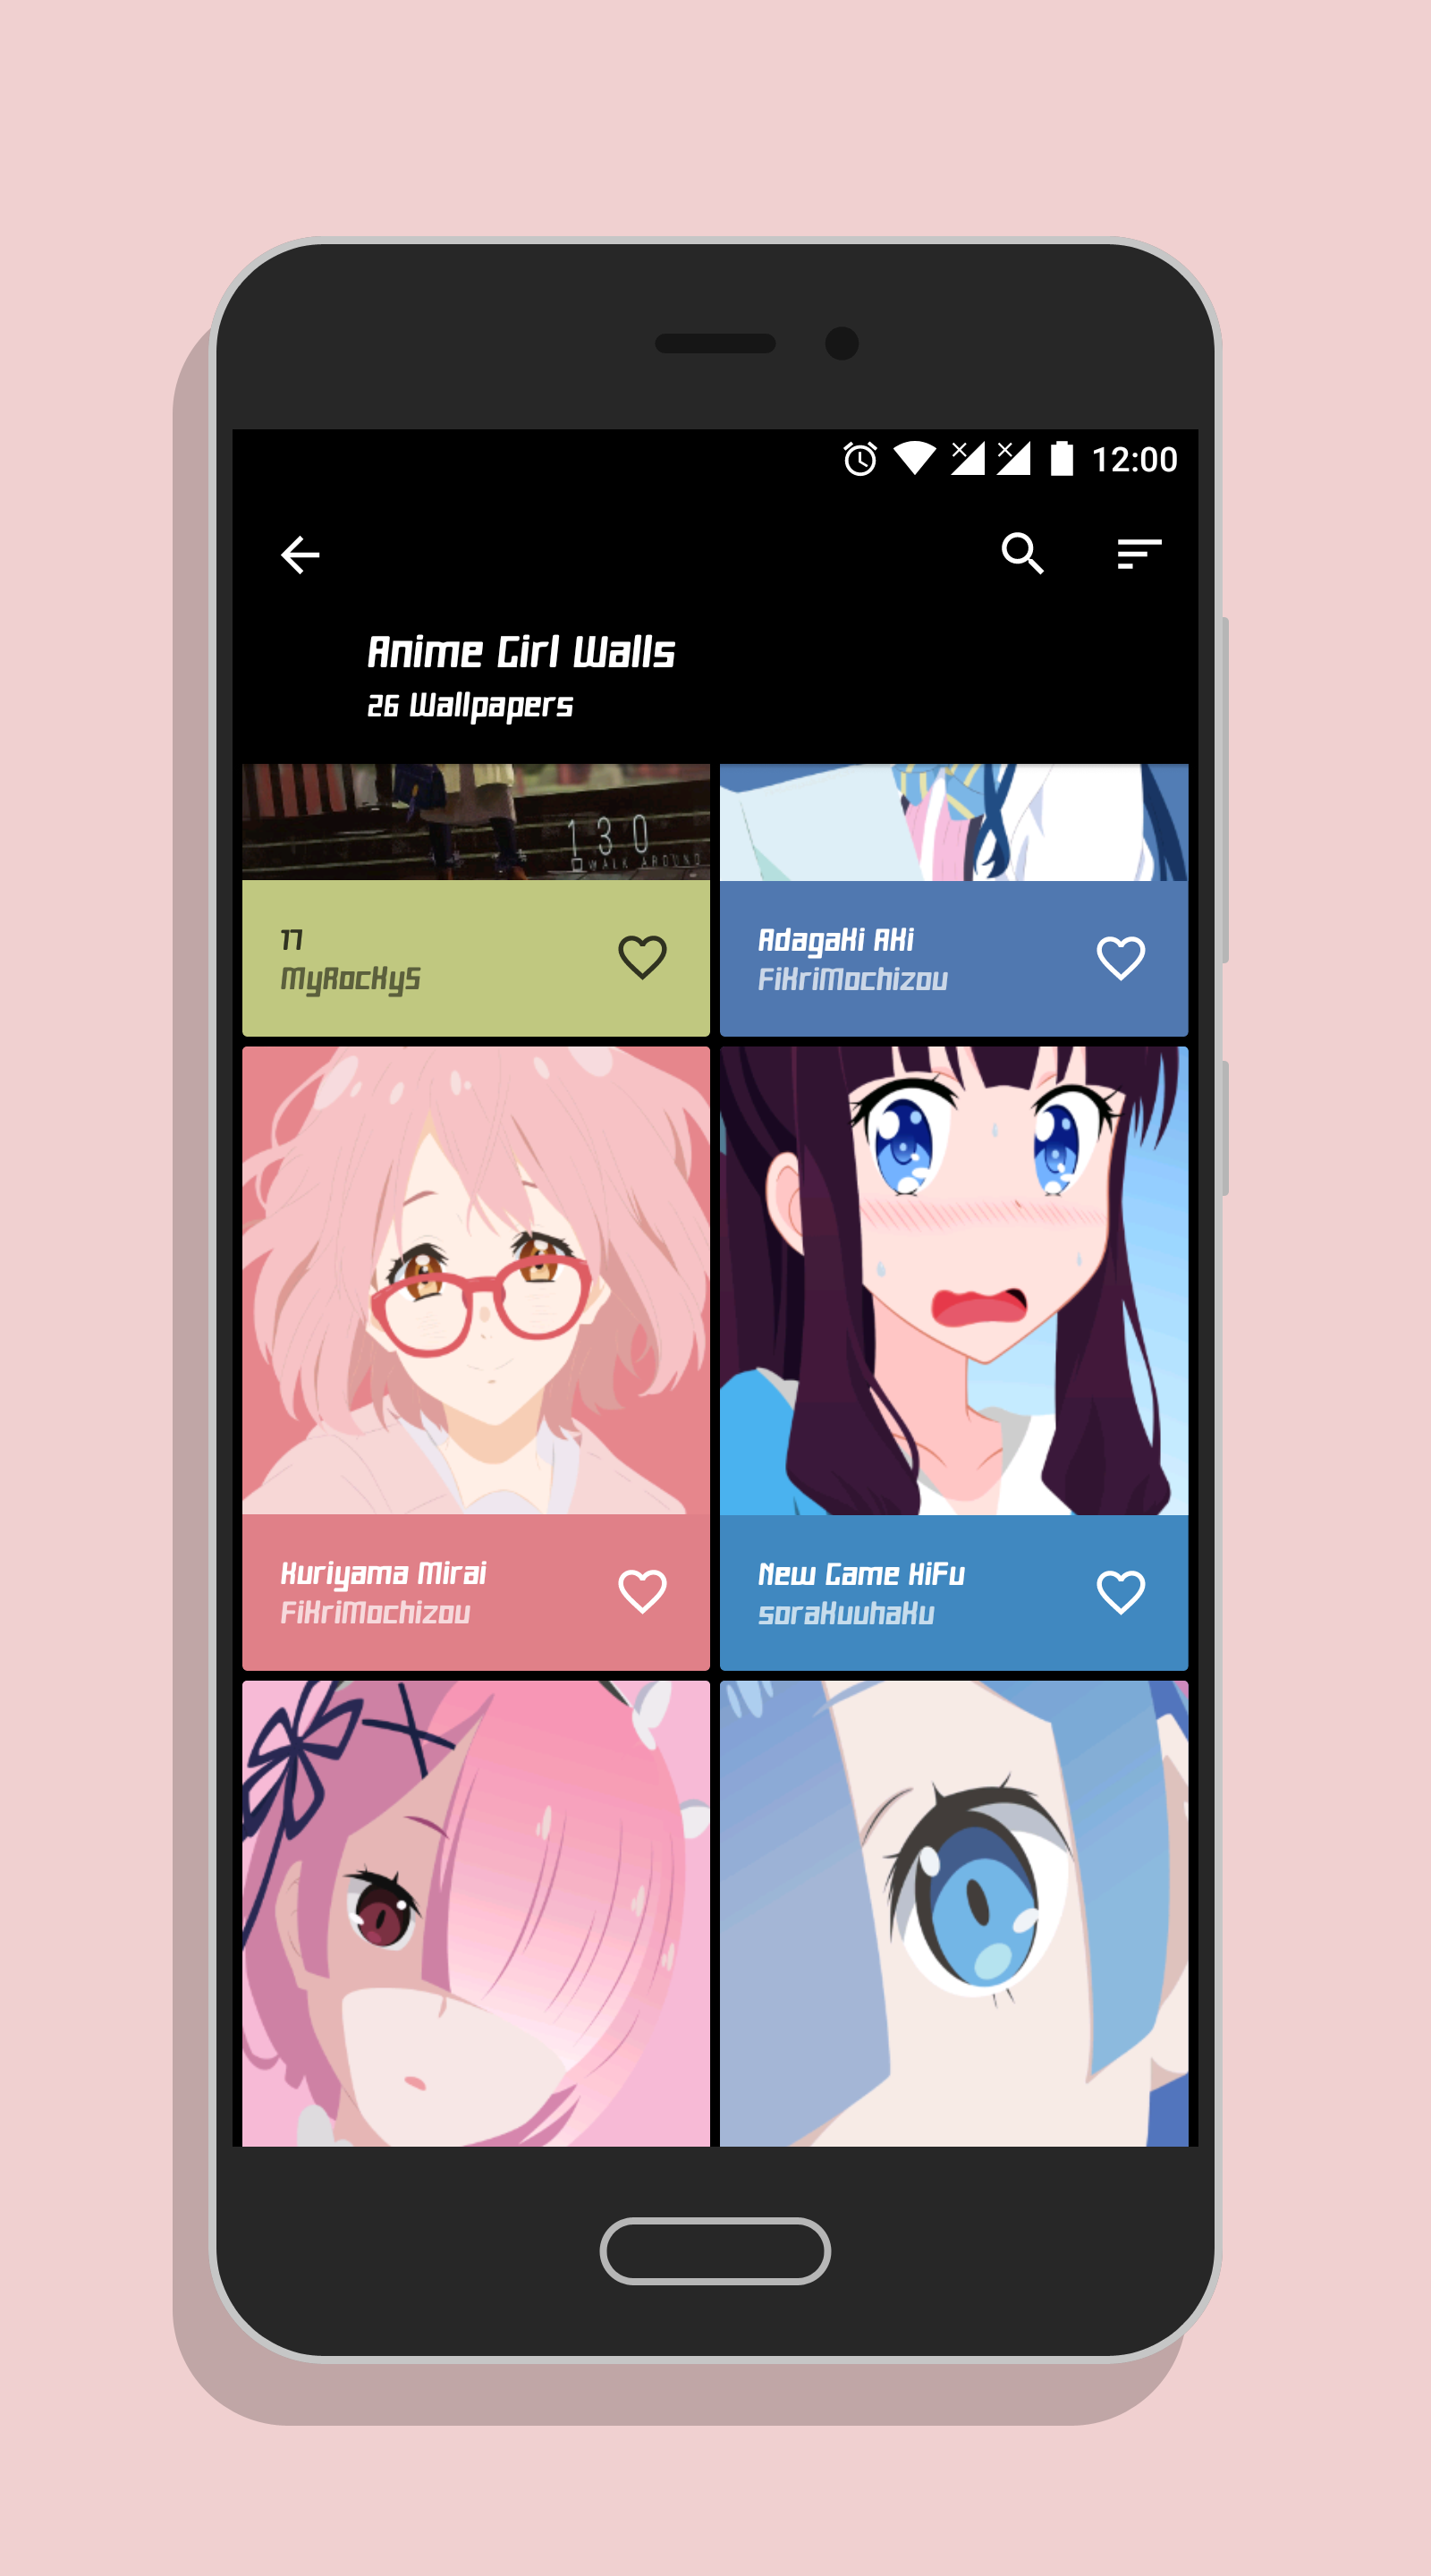 12:00
Anime Girl Walls
26 Wallpapers
130
WALK AROUND
17
MyRocKyS
AdagaKi AKi
FiKriMochizou
Kuriyama Mirai
FiKriMochizou
New Game HiFu
soraKuuhaKu